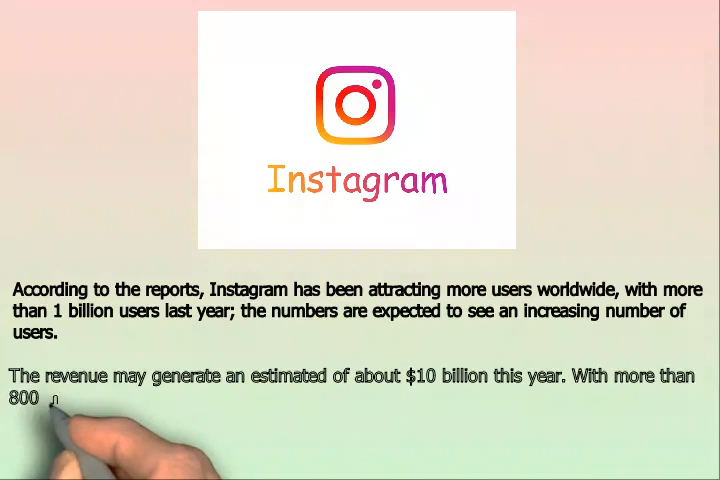 Instagram
According to the reports, Instagram has been attracting more users worldwide, with more
than 1 billion users last year; the numbers are expected to see an increasing number of
users.
The revenue may generate an estimated of about $10 billion this year. With more than
800